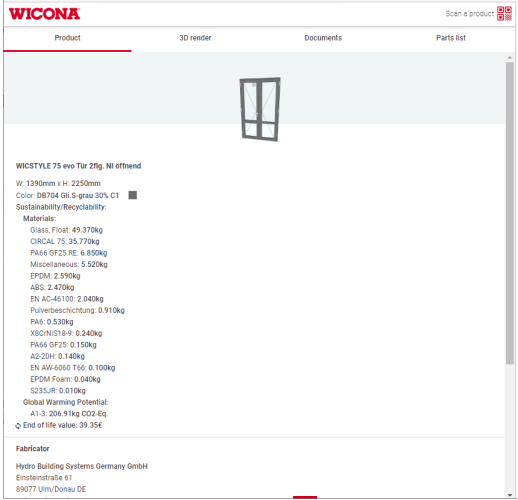 WICONA
Scan a product
Product
3D render
Documents
Parts list
WICSTYLE 75 evo Tür 2flg. NI öffnend
W: 1390mm x H: 2250mm
Color: DB704 Gli.S-grau 30% C1
Sustainability/Recyclability:
Materials:
Glass, Float: 49.370kg
CIRCAL 75: 35.770kg
PA66 GF25 RE: 6.850kg
Miscellaneous: 5.520kg
EPDM: 2.590kg
ABS: 2.470kg
EN AC-46100: 2.040kg
Pulverbeschichtung: 0.910kg
PA6: 0.530kg
X8CrNiS18-9: 0.240kg
PA66 GF25: 0.150kg
A2-20H: 0.140kg
EN AW-6060 T66: 0.100kg
EPDM Foam: 0.040kg
S235JR: 0.010kg
Global Warming Potential:
A1-3: 206.91kg CO2-Eq.
End of life value: 39.35€
Fabricator
Hydro Building Systems Germany GmbH
Einsteinstraße 61
89077 Ulm/Donau DE